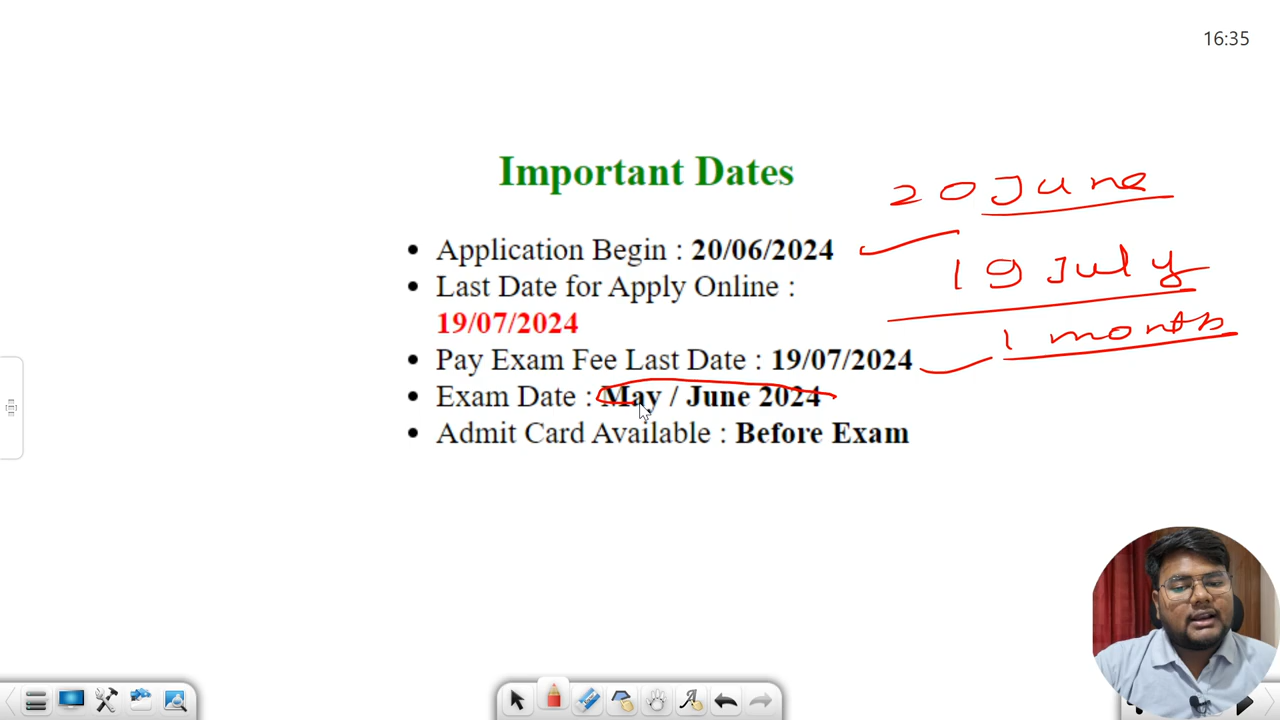 16:35
Important Dates
20 June
• Application Begin : 20/06/2024
19 July
• Last Date for Apply Online :
19/07/2024
1 month
• Pay Exam Fee Last Date : 19/07/2024
• Exam Date : May / June 2024
• Admit Card Available : Before Exam